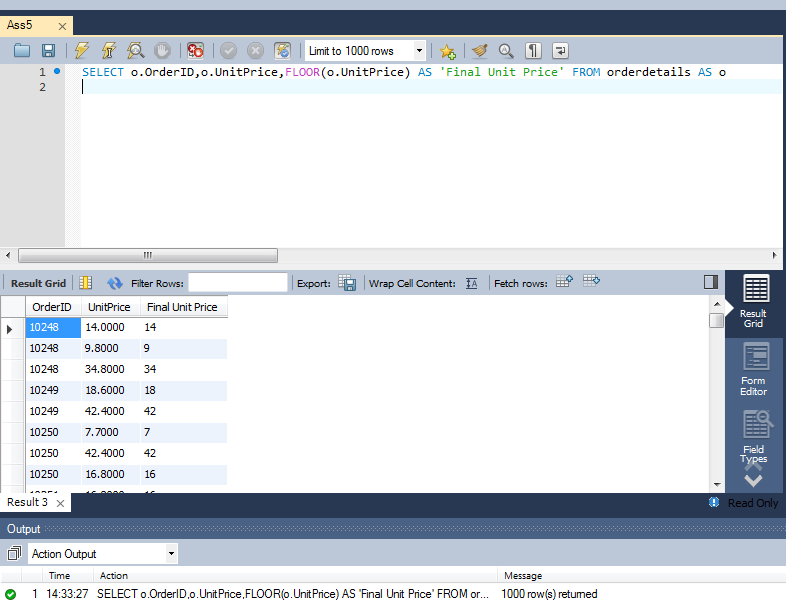 Ass5
Limit to 1000 rows
1 SELECT o.OrderID,o.UnitPrice,FLOOR(o.UnitPrice) AS 'Final Unit Price' FROM orderdetails AS o
2
Result Grid Filter Rows: Export: Wrap Cell Content: IA Fetch rows:
OrderID UnitPrice Final Unit Price
10248 14.0000 14
10248 9.8000 9
10248 34.8000 34
10249 18.6000 18
10249 42.4000 42
10250 7.7000 7
10250 42.4000 42
10250 16.8000 16
Result
Grid
Form
Editor
Field
Types
Result 3 Read Only
Output
Action Output
Time Action Message
1 14:33:27 SELECT o.OrderID,o.UnitPrice,FLOOR(o.UnitPrice) AS 'Final Unit Price' FROM or... 1000 row(s) returned